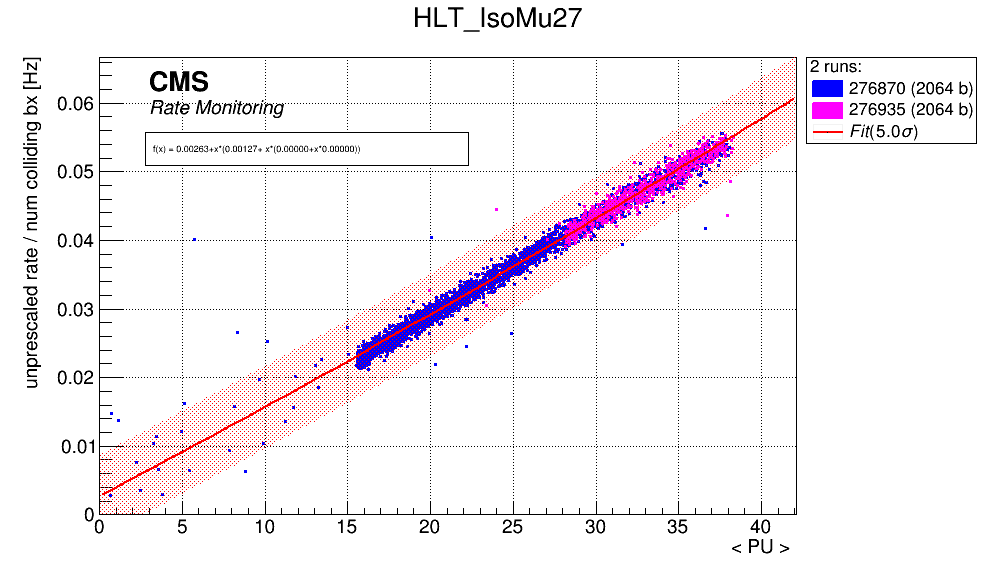 HLT_IsoMu27
unprescaled rate / num colliding bx [Hz]
CMS
Rate Monitoring
f(x) = 0.00263+x*(0.00127+ x*(0.00000+x*0.00000))
2 runs:
276870 (2064 b)
276935 (2064 b)
Fit(5.0σ)
0.06
0.05
0.04
0.03
0.02
0.01
0
0 5 10 15 20 25 30 35 40
< PU >